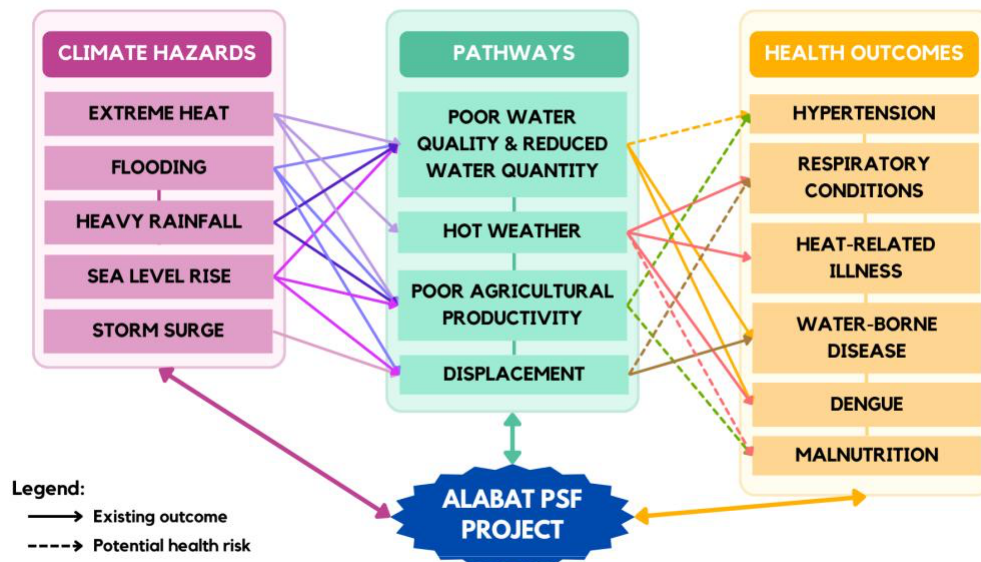 CLIMATE HAZARDS
EXTREME HEAT
FLOODING
HEAVY RAINFALL
SEA LEVEL RISE
STORM SURGE
PATHWAYS
POOR WATER
QUALITY & REDUCED
WATER QUANTITY
HOT WEATHER
POOR AGRICULTURAL
PRODUCTIVITY
DISPLACEMENT
HEALTH OUTCOMES
HYPERTENSION
RESPIRATORY
CONDITIONS
HEAT-RELATED
ILLNESS
WATER-BORNE
DISEASE
DENGUE
MALNUTRITION
Legend:
Existing outcome
Potential health risk
ALABAT PSF
PROJECT